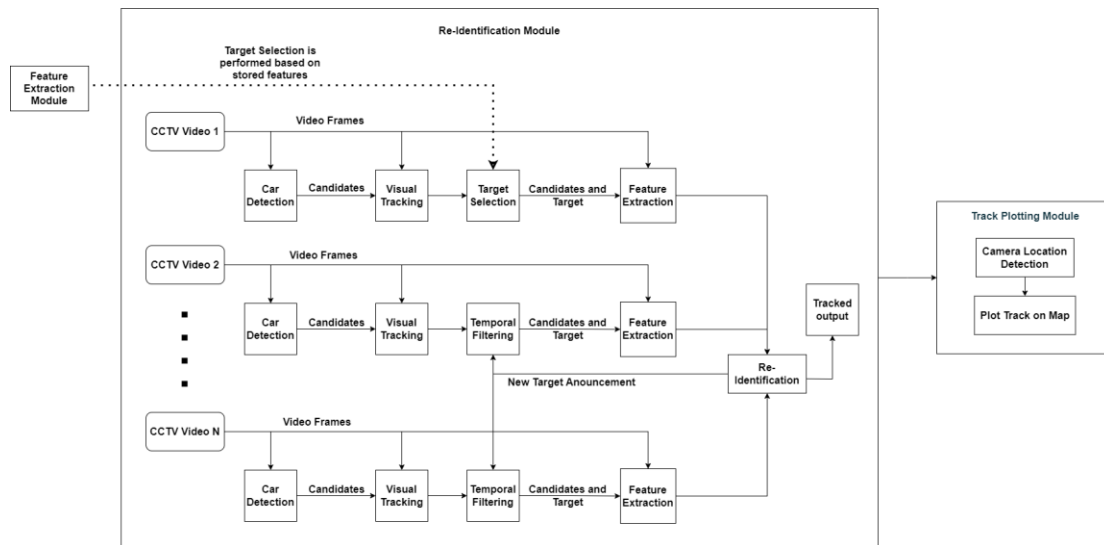 Re-Identification Module
Target Selection is
performed based on
stored features
Feature
Extraction
Module
CCTV Video 1
Video Frames
Car
Detection
Candidates
Visual
Tracking
Target
Selection
Candidates and
Target
Feature
Extraction
CCTV Video 2
Video Frames
Car
Detection
Candidates
Visual
Tracking
Temporal
Filtering
Candidates and
Target
Feature
Extraction
Tracked
output
Re-
Identification
New Target Anouncement
CCTV Video N
Video Frames
Car
Detection
Candidates
Visual
Tracking
Temporal
Filtering
Candidates and
Target
Feature
Extraction
Track Plotting Module
Camera Location
Detection
Plot Track on Map